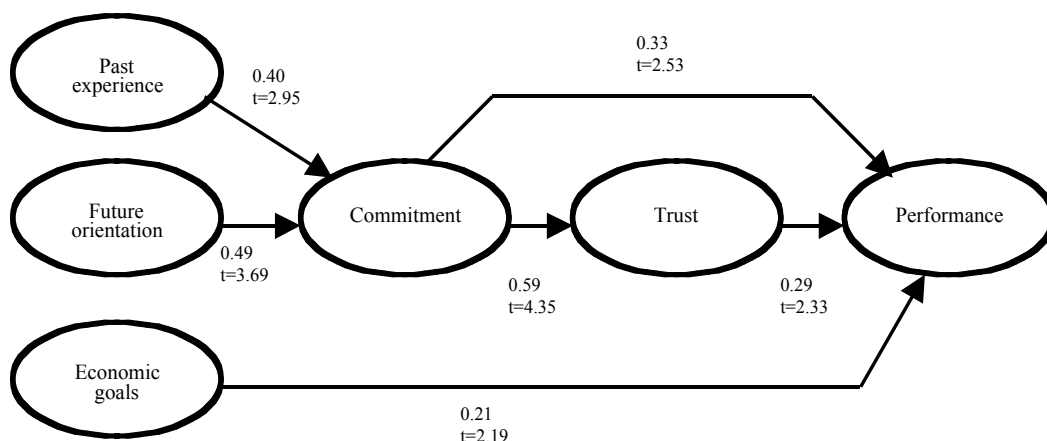 Past
experience
0.40
t=2.95
0.33
t=2.53
Future
orientation
Commitment
Trust
Performance
0.49
t=3.69
0.59
t=4.35
0.29
t=2.33
Economic
goals
0.21
t=2.19